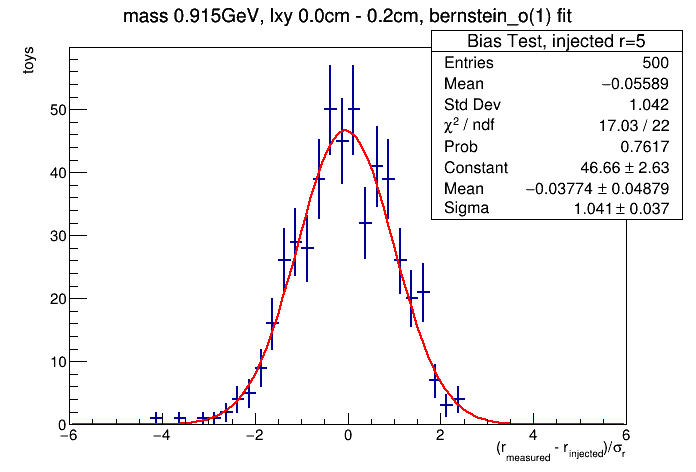 mass 0.915GeV, lxy 0.0cm - 0.2cm, bernstein_o(1) fit
Bias Test, injected r=5
Entries 500
Mean −0.05589
Std Dev 1.042
χ² / ndf 17.03 / 22
Prob 0.7617
Constant 46.66 ± 2.63
Mean −0.03774 ± 0.04879
Sigma 1.041 ± 0.037
toys
50
40
30
20
10
0
−6 −4 −2 0 2 4 6
(r_measured - r_injected)/σ_r